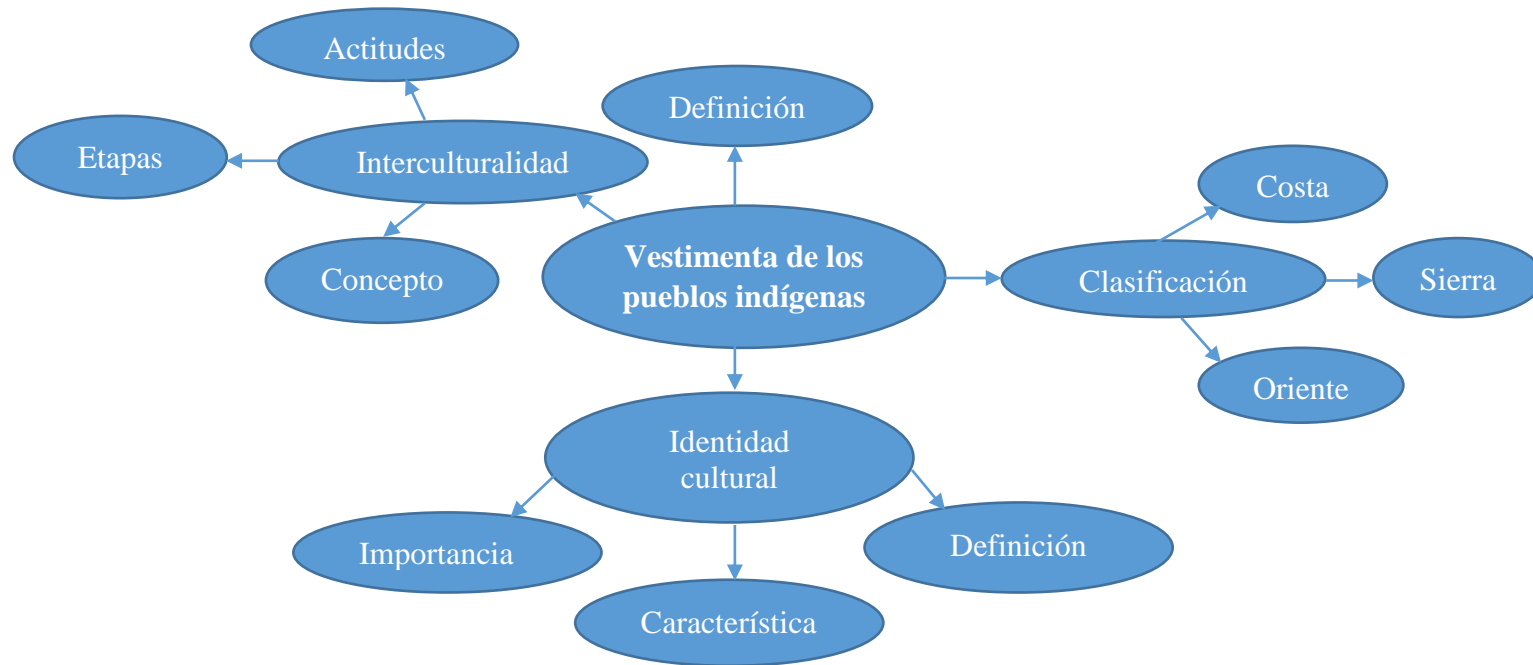 Actitudes
Definición
Etapas
Interculturalidad
Costa
Concepto
Vestimenta de los
pueblos indígenas
Clasificación
Sierra
Oriente
Identidad
cultural
Importancia
Definición
Característica